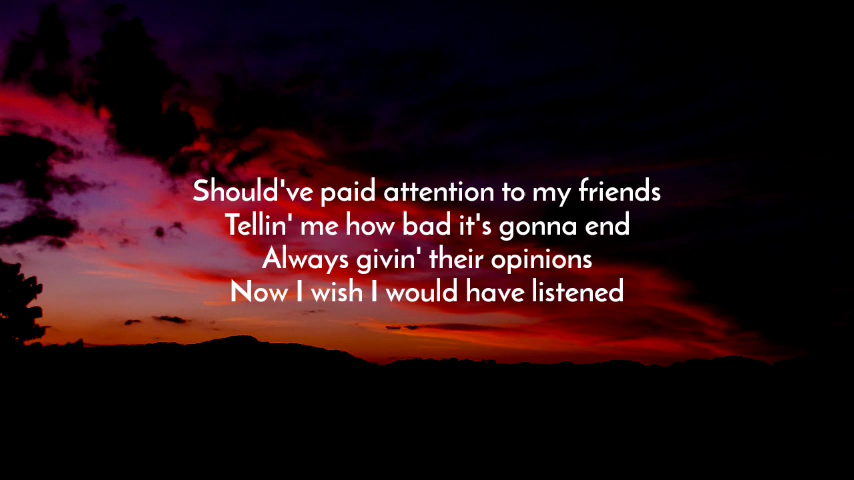 Should've paid attention to my friends
Tellin' me how bad it's gonna end
Always givin' their opinions
Now I wish I would have listened